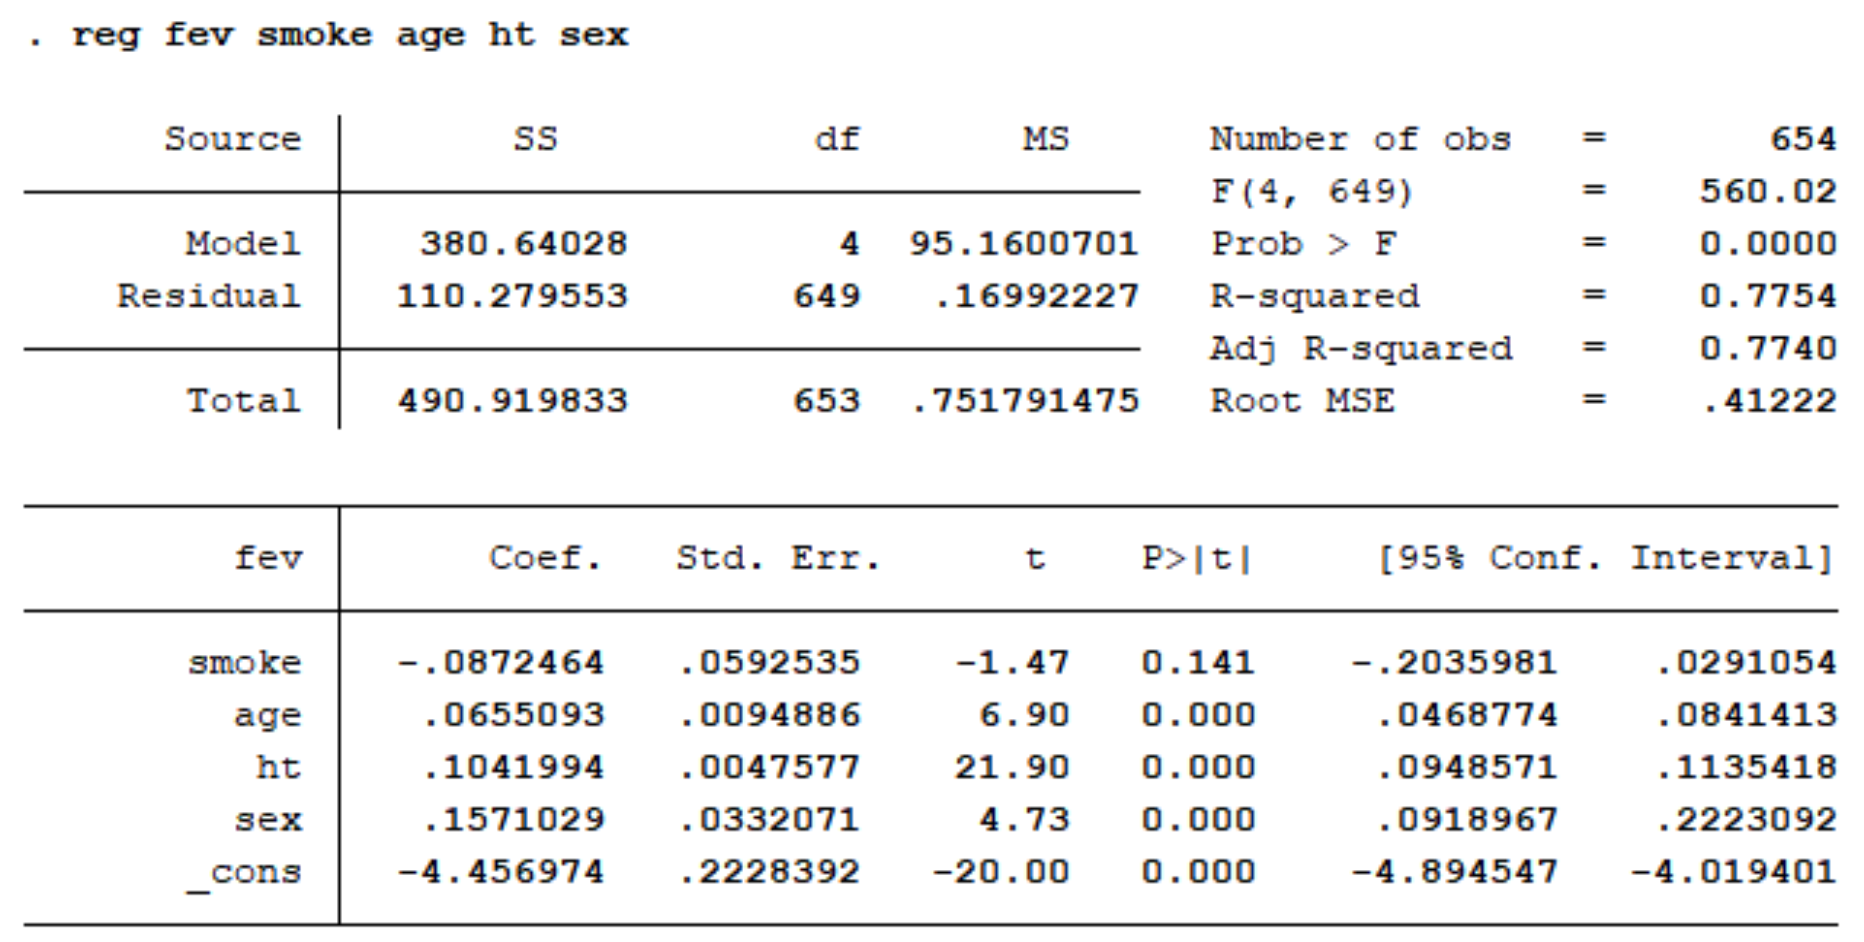 . reg fev smoke age ht sex
Source SS df MS Number of obs = 654
F(4, 649) = 560.02
Model 380.64028 4 95.1600701 Prob > F = 0.0000
Residual 110.279553 649 .16992227 R-squared = 0.7754
Adj R-squared = 0.7740
Total 490.919833 653 .751791475 Root MSE = .41222
fev Coef. Std. Err. t P>|t| [95% Conf. Interval]
smoke -.0872464 .0592535 -1.47 0.141 -.2035981 .0291054
age .0655093 .0094886 6.90 0.000 .0468774 .0841413
ht .1041994 .0047577 21.90 0.000 .0948571 .1135418
sex .1571029 .0332071 4.73 0.000 .0918967 .2223092
_cons -4.456974 .2228392 -20.00 0.000 -4.894547 -4.019401